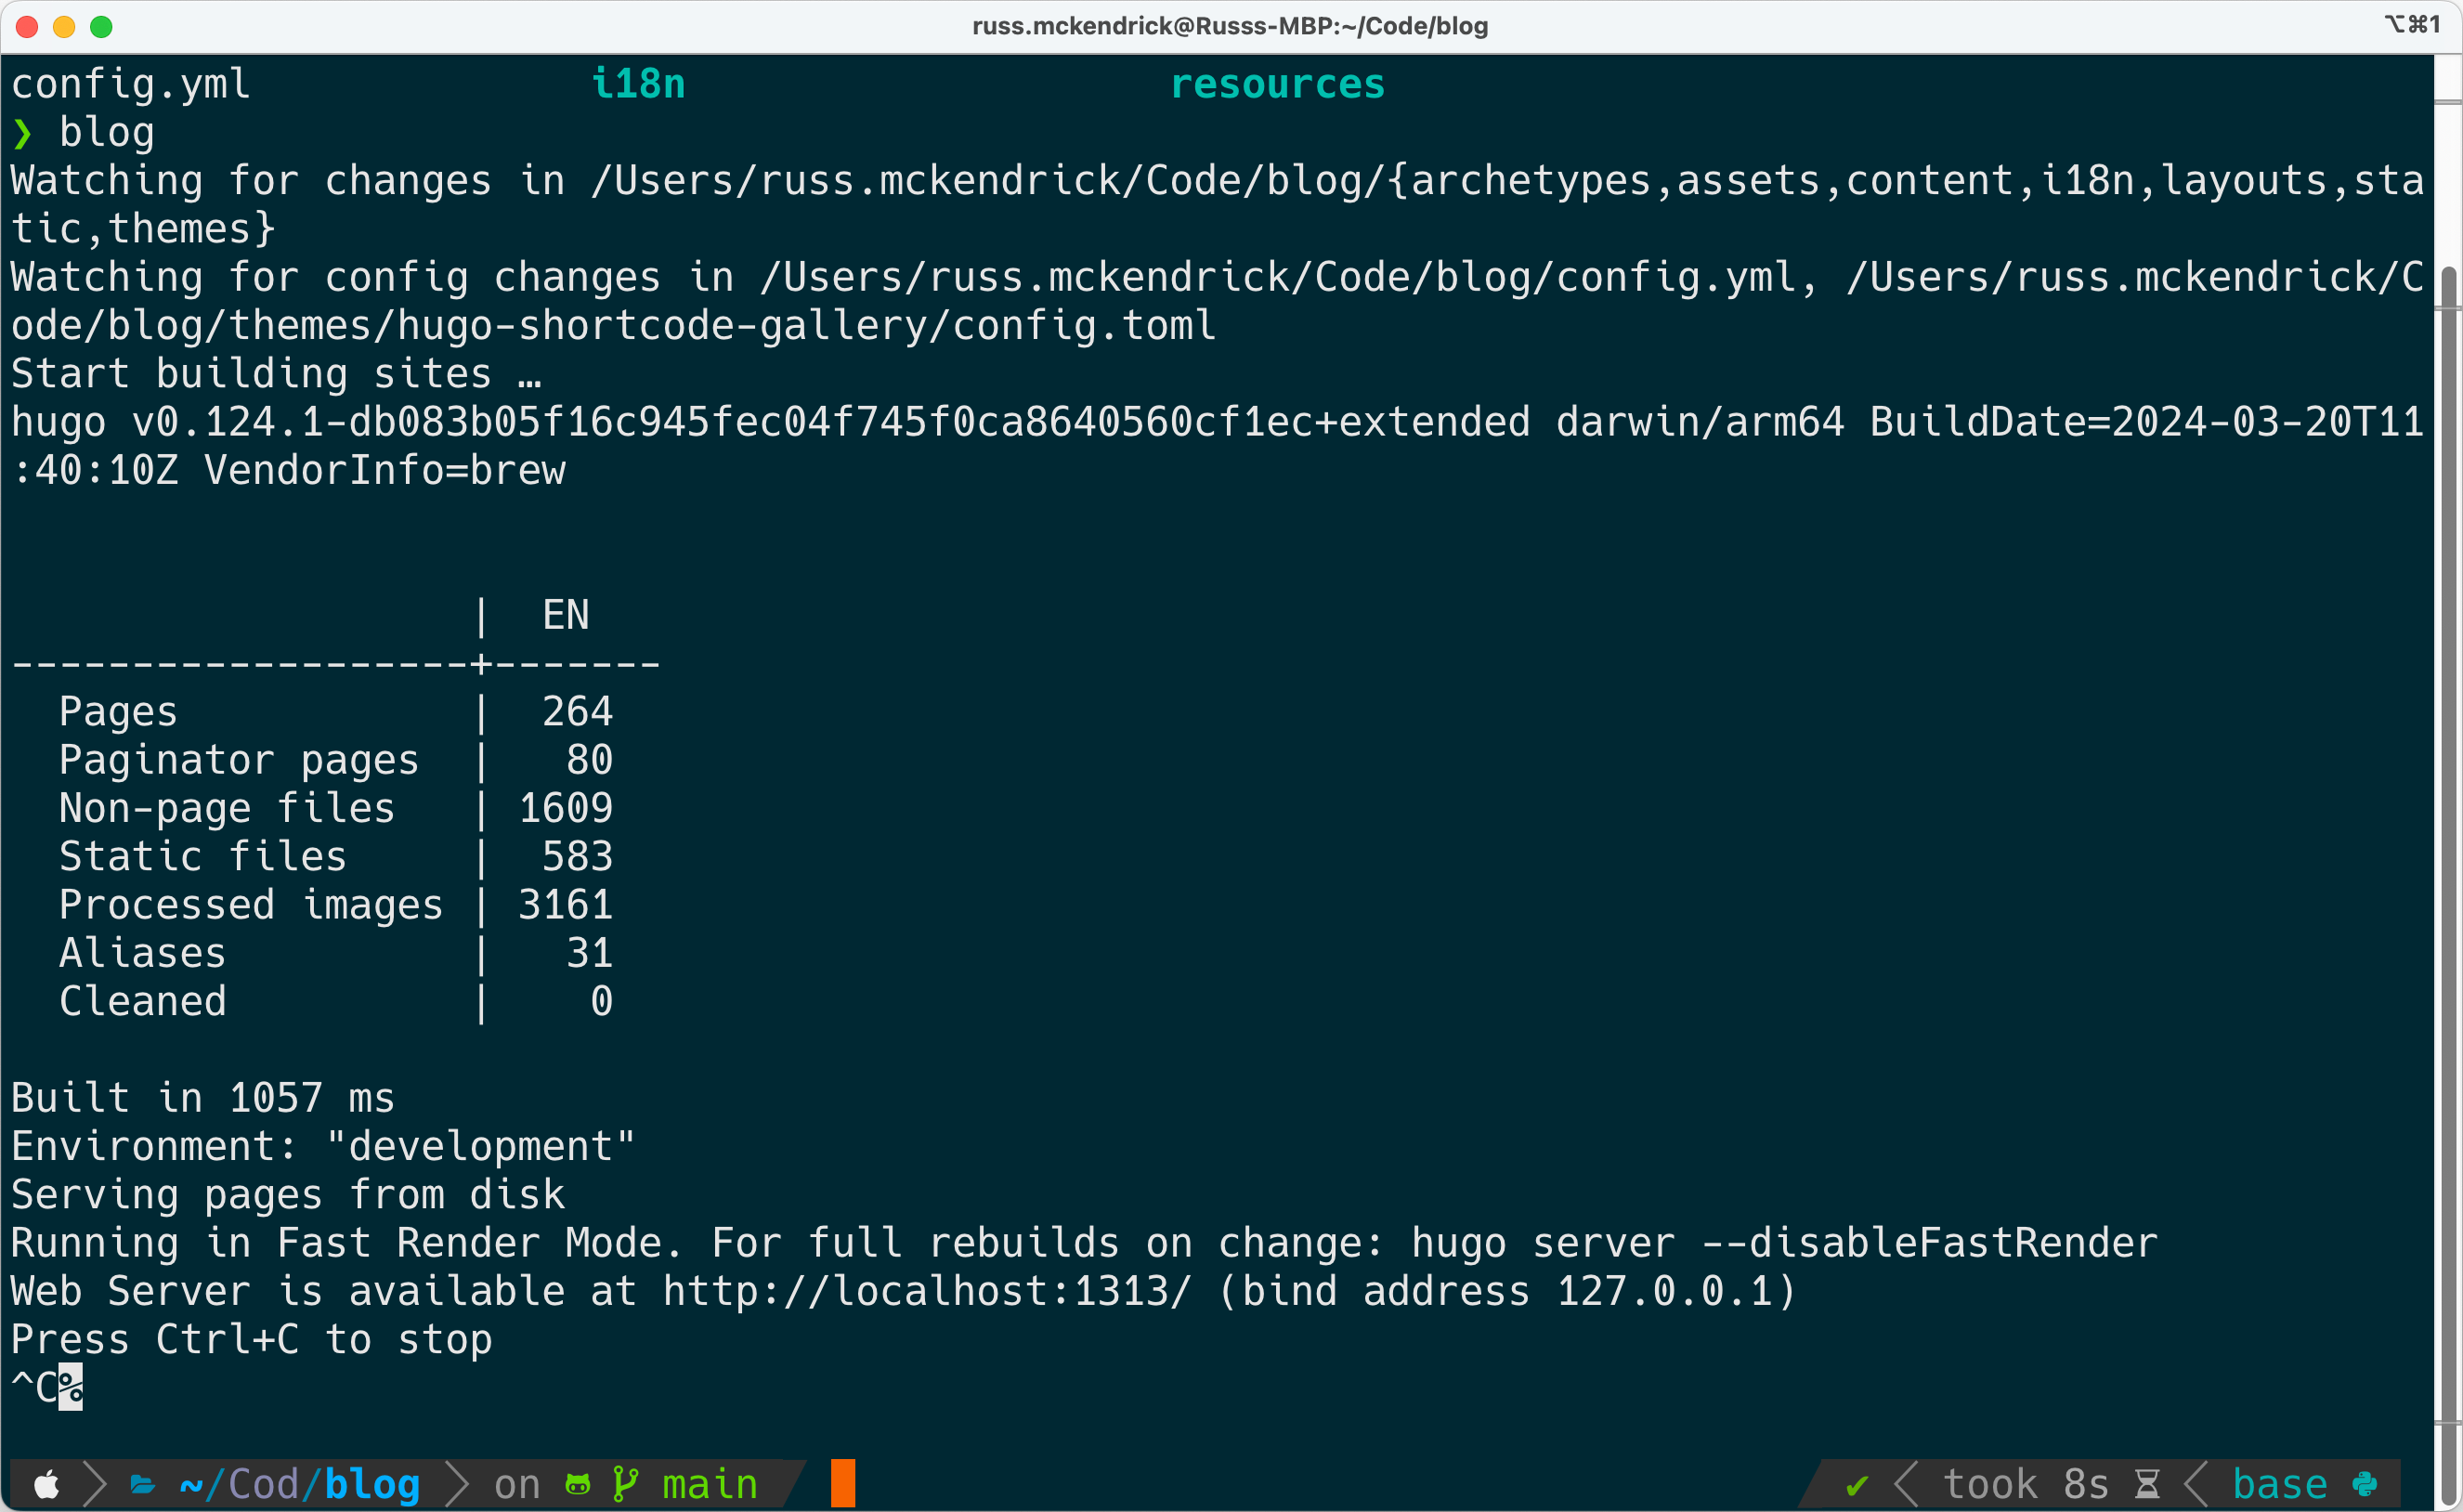 russ.mckendrick@Russs-MBP:~/Code/blog ⌥⌘1
config.yml i18n resources
❯ blog
Watching for changes in /Users/russ.mckendrick/Code/blog/{archetypes,assets,content,i18n,layouts,sta
tic,themes}
Watching for config changes in /Users/russ.mckendrick/Code/blog/config.yml, /Users/russ.mckendrick/C
ode/blog/themes/hugo-shortcode-gallery/config.toml
Start building sites …
hugo v0.124.1-db083b05f16c945fec04f745f0ca8640560cf1ec+extended darwin/arm64 BuildDate=2024-03-20T11
:40:10Z VendorInfo=brew
                   |  EN
-------------------+-------
  Pages            |  264
  Paginator pages  |   80
  Non-page files   | 1609
  Static files     |  583
  Processed images | 3161
  Aliases          |   31
  Cleaned          |    0
Built in 1057 ms
Environment: "development"
Serving pages from disk
Running in Fast Render Mode. For full rebuilds on change: hugo server --disableFastRender
Web Server is available at http://localhost:1313/ (bind address 127.0.0.1)
Press Ctrl+C to stop
^C%
~/Cod/blog on main ✔ took 8s base